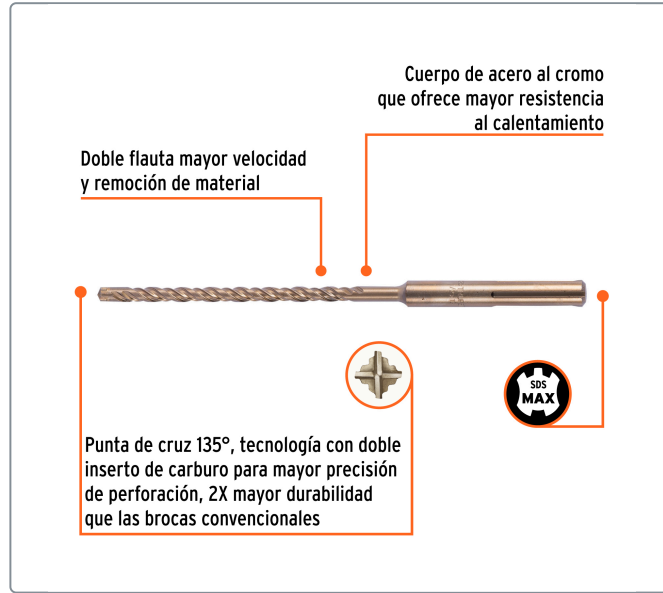 Cuerpo de acero al cromo
que ofrece mayor resistencia
al calentamiento
Doble flauta mayor velocidad
y remoción de material
SDS
MAX
Punta de cruz 135°, tecnología con doble
inserto de carburo para mayor precisión
de perforación, 2X mayor durabilidad
que las brocas convencionales